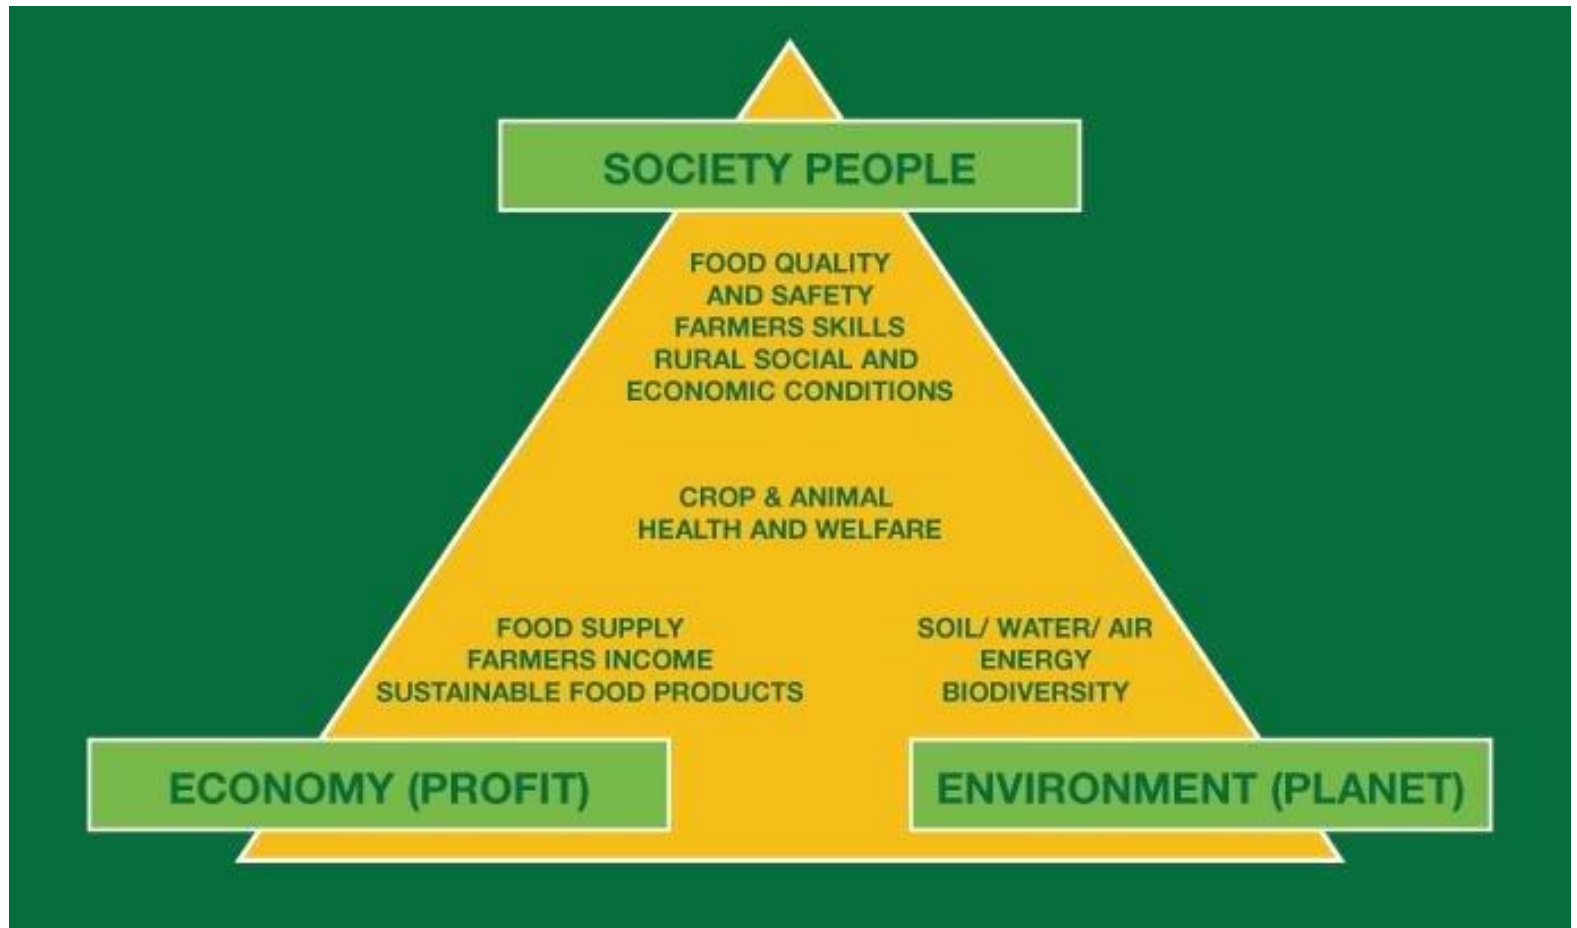 SOCIETY PEOPLE
FOOD QUALITY
AND SAFETY
FARMERS SKILLS
RURAL SOCIAL AND
ECONOMIC CONDITIONS
CROP & ANIMAL
HEALTH AND WELFARE
FOOD SUPPLY
FARMERS INCOME
SUSTAINABLE FOOD PRODUCTS
SOIL/ WATER/ AIR
ENERGY
BIODIVERSITY
ECONOMY (PROFIT)
ENVIRONMENT (PLANET)